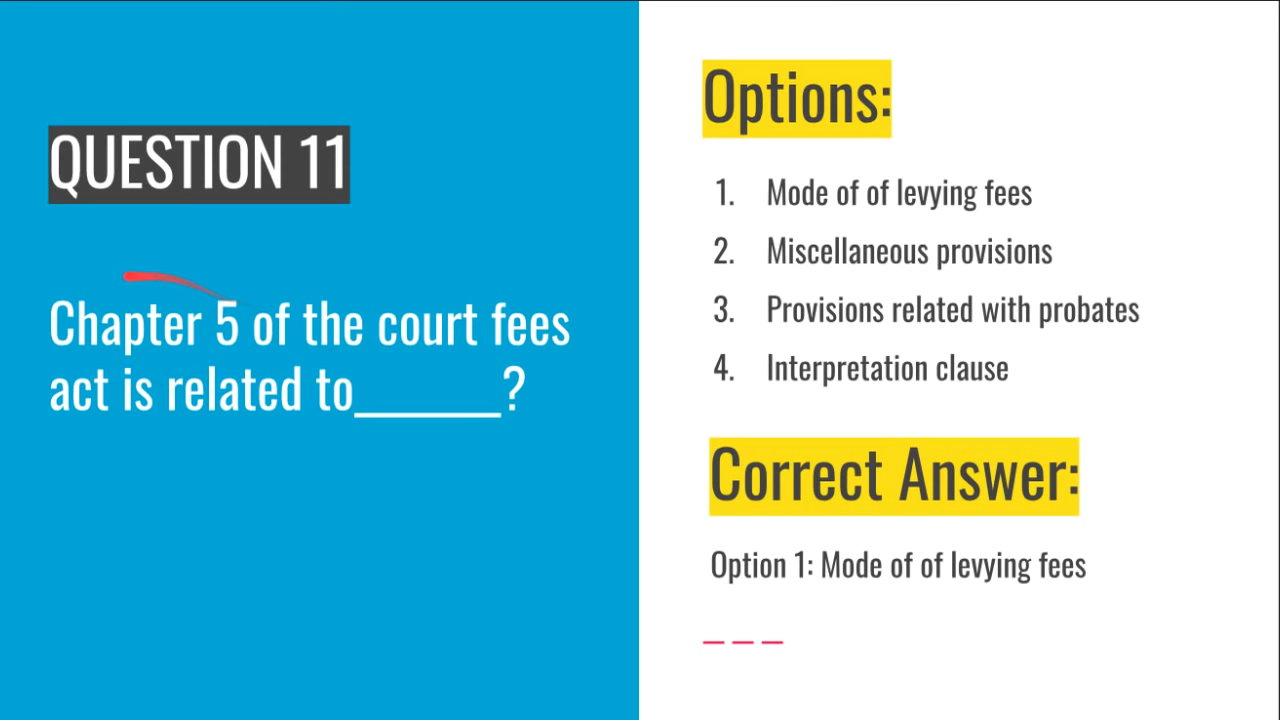 QUESTION 11
Chapter 5 of the court fees
act is related to______?
Options:
1. Mode of of levying fees
2. Miscellaneous provisions
3. Provisions related with probates
4. Interpretation clause
Correct Answer:
Option 1: Mode of of levying fees